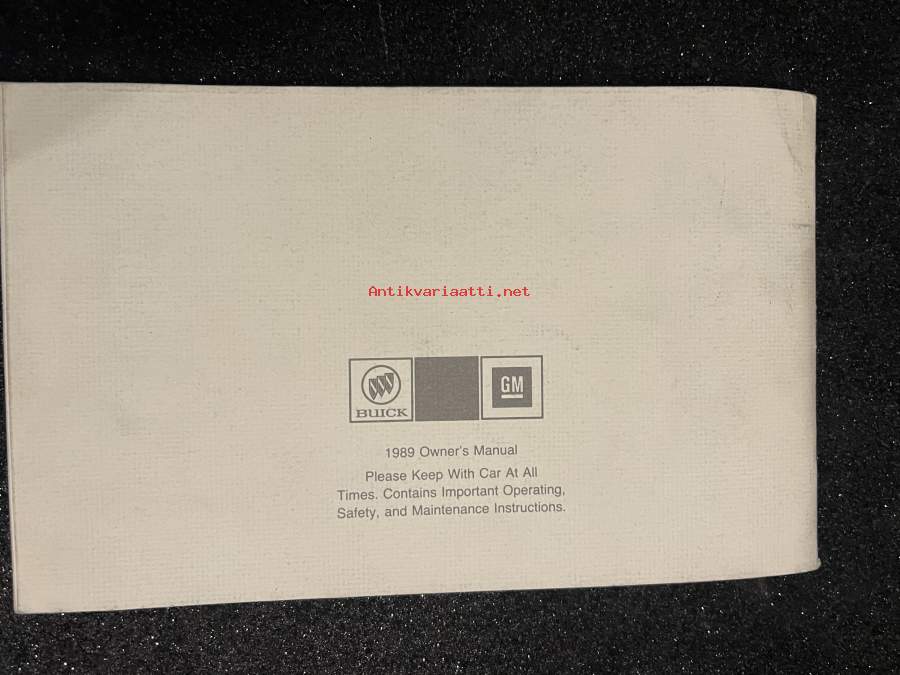 Antikvariaatti.net
BUICK
GM
1989 Owner's Manual
Please Keep With Car At All
Times. Contains Important Operating,
Safety, and Maintenance Instructions.